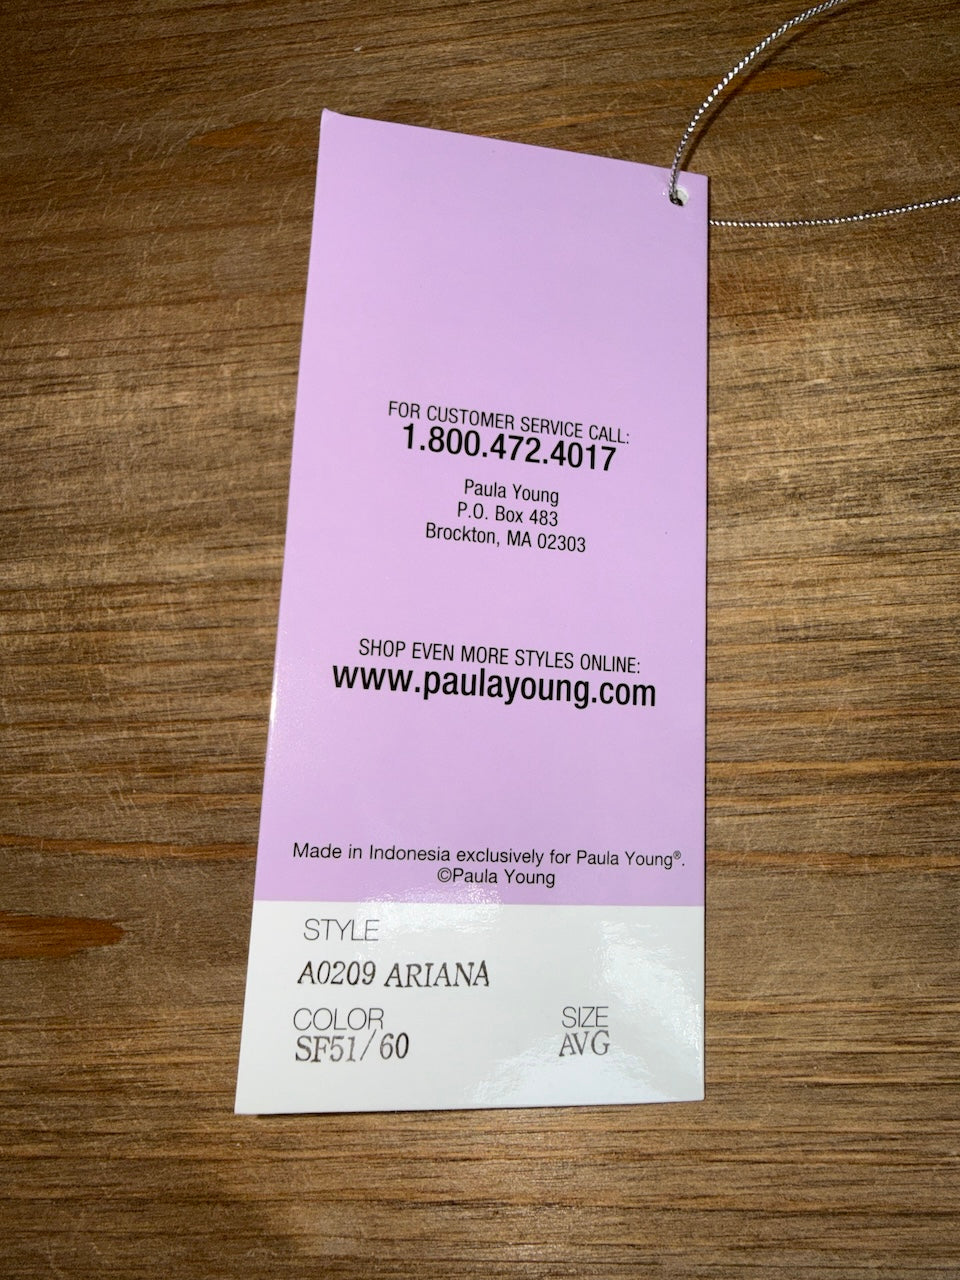 FOR CUSTOMER SERVICE CALL:
1.800.472.4017
Paula Young
P.O. Box 483
Brockton, MA 02303
SHOP EVEN MORE STYLES ONLINE:
www.paulayoung.com
Made in Indonesia exclusively for Paula Young®.
©Paula Young
STYLE
A0209 ARIANA
COLOR SIZE
SF51/60 AVG